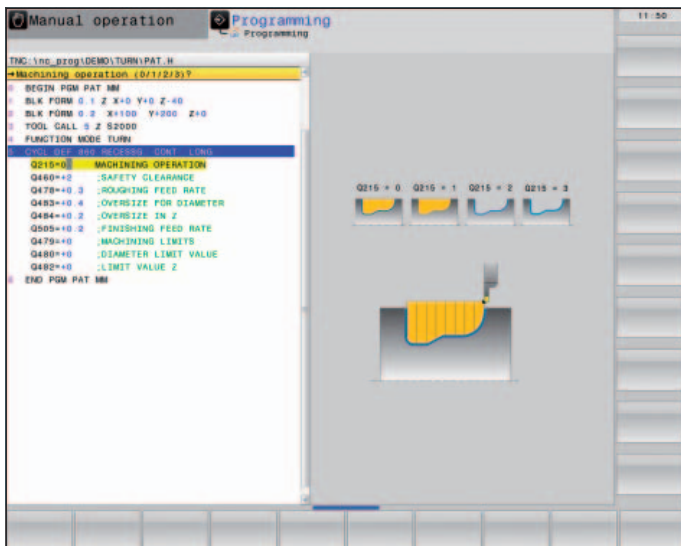 Manual operation
Programming
Programming
11:50
TNC:\nc_prog\DEMO\TURN\PAT.H
→Machining operation (0/1/2/3)?
0 BEGIN PGM PAT MM
1 BLK FORM 0.1 Z X+0 Y+0 Z-40
2 BLK FORM 0.2 X+100 Y+200 Z+0
3 TOOL CALL 5 Z S2000
4 FUNCTION MODE TURN
5 CYCL DEF 860 RECESSG. CONT. LONG.
Q215=0 MACHINING OPERATION
Q460=+2 ;SAFETY CLEARANCE
Q478=+0.3 ;ROUGHING FEED RATE
Q483=+0.4 ;OVERSIZE FOR DIAMETER
Q484=+0.2 ;OVERSIZE IN Z
Q505=+0.2 ;FINISHING FEED RATE
Q479=+0 ;MACHINING LIMITS
Q480=+0 ;DIAMETER LIMIT VALUE
Q482=+0 ;LIMIT VALUE Z
6 END PGM PAT MM
Q215 = 0 Q215 = 1 Q215 = 2 Q215 = 3